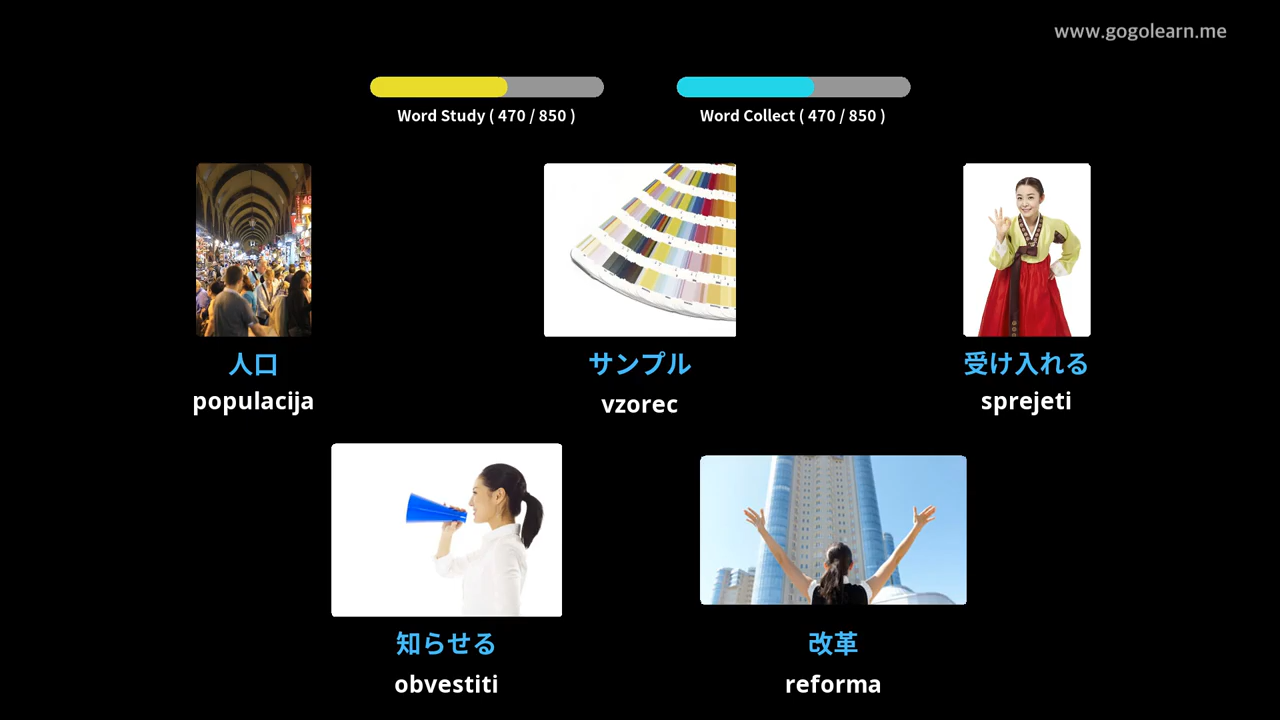 www.gogolearn.me
Word Study ( 470 / 850 )
Word Collect ( 470 / 850 )
人口
populacija
サンプル
vzorec
受け入れる
sprejeti
知らせる
obvestiti
改革
reforma